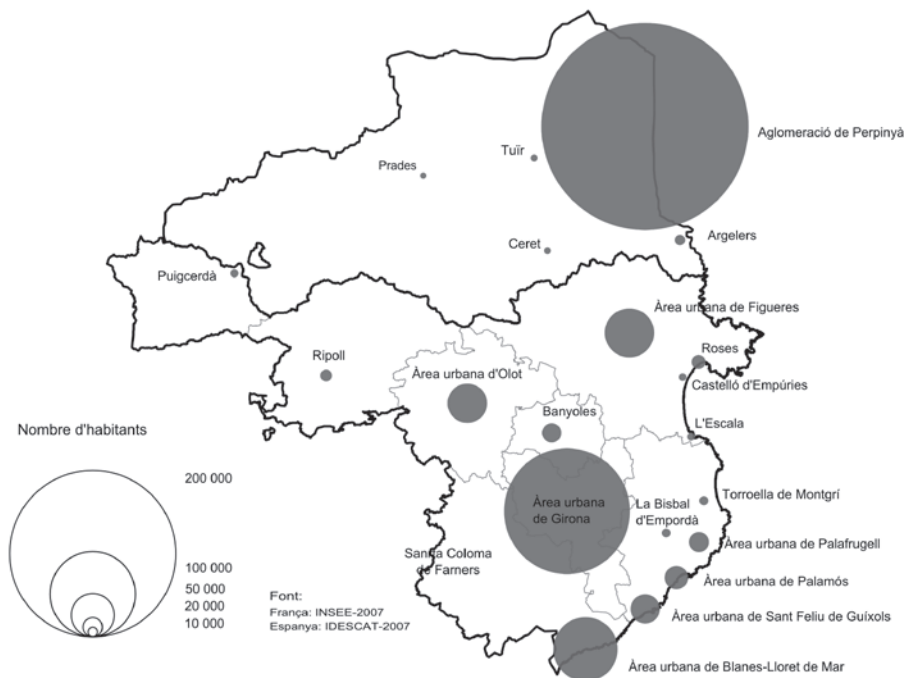 Aglomeració de Perpinyà
Tuïr
Prades
Argelers
Ceret
Puigcerdà
Àrea urbana de Figueres
Roses
Ripoll
Àrea urbana d'Olot
Castelló d'Empúries
Banyoles
L'Escala
Nombre d'habitants
200 000
100 000
50 000
20 000
10 000
Àrea urbana
de Girona
La Bisbal
d'Empordà
Torroella de Montgrí
Àrea urbana de Palafrugell
Santa Coloma
de Farners
Àrea urbana de Palamós
Àrea urbana de Sant Feliu de Guíxols
Àrea urbana de Blanes-Lloret de Mar
Font:
França: INSEE-2007
Espanya: IDESCAT-2007